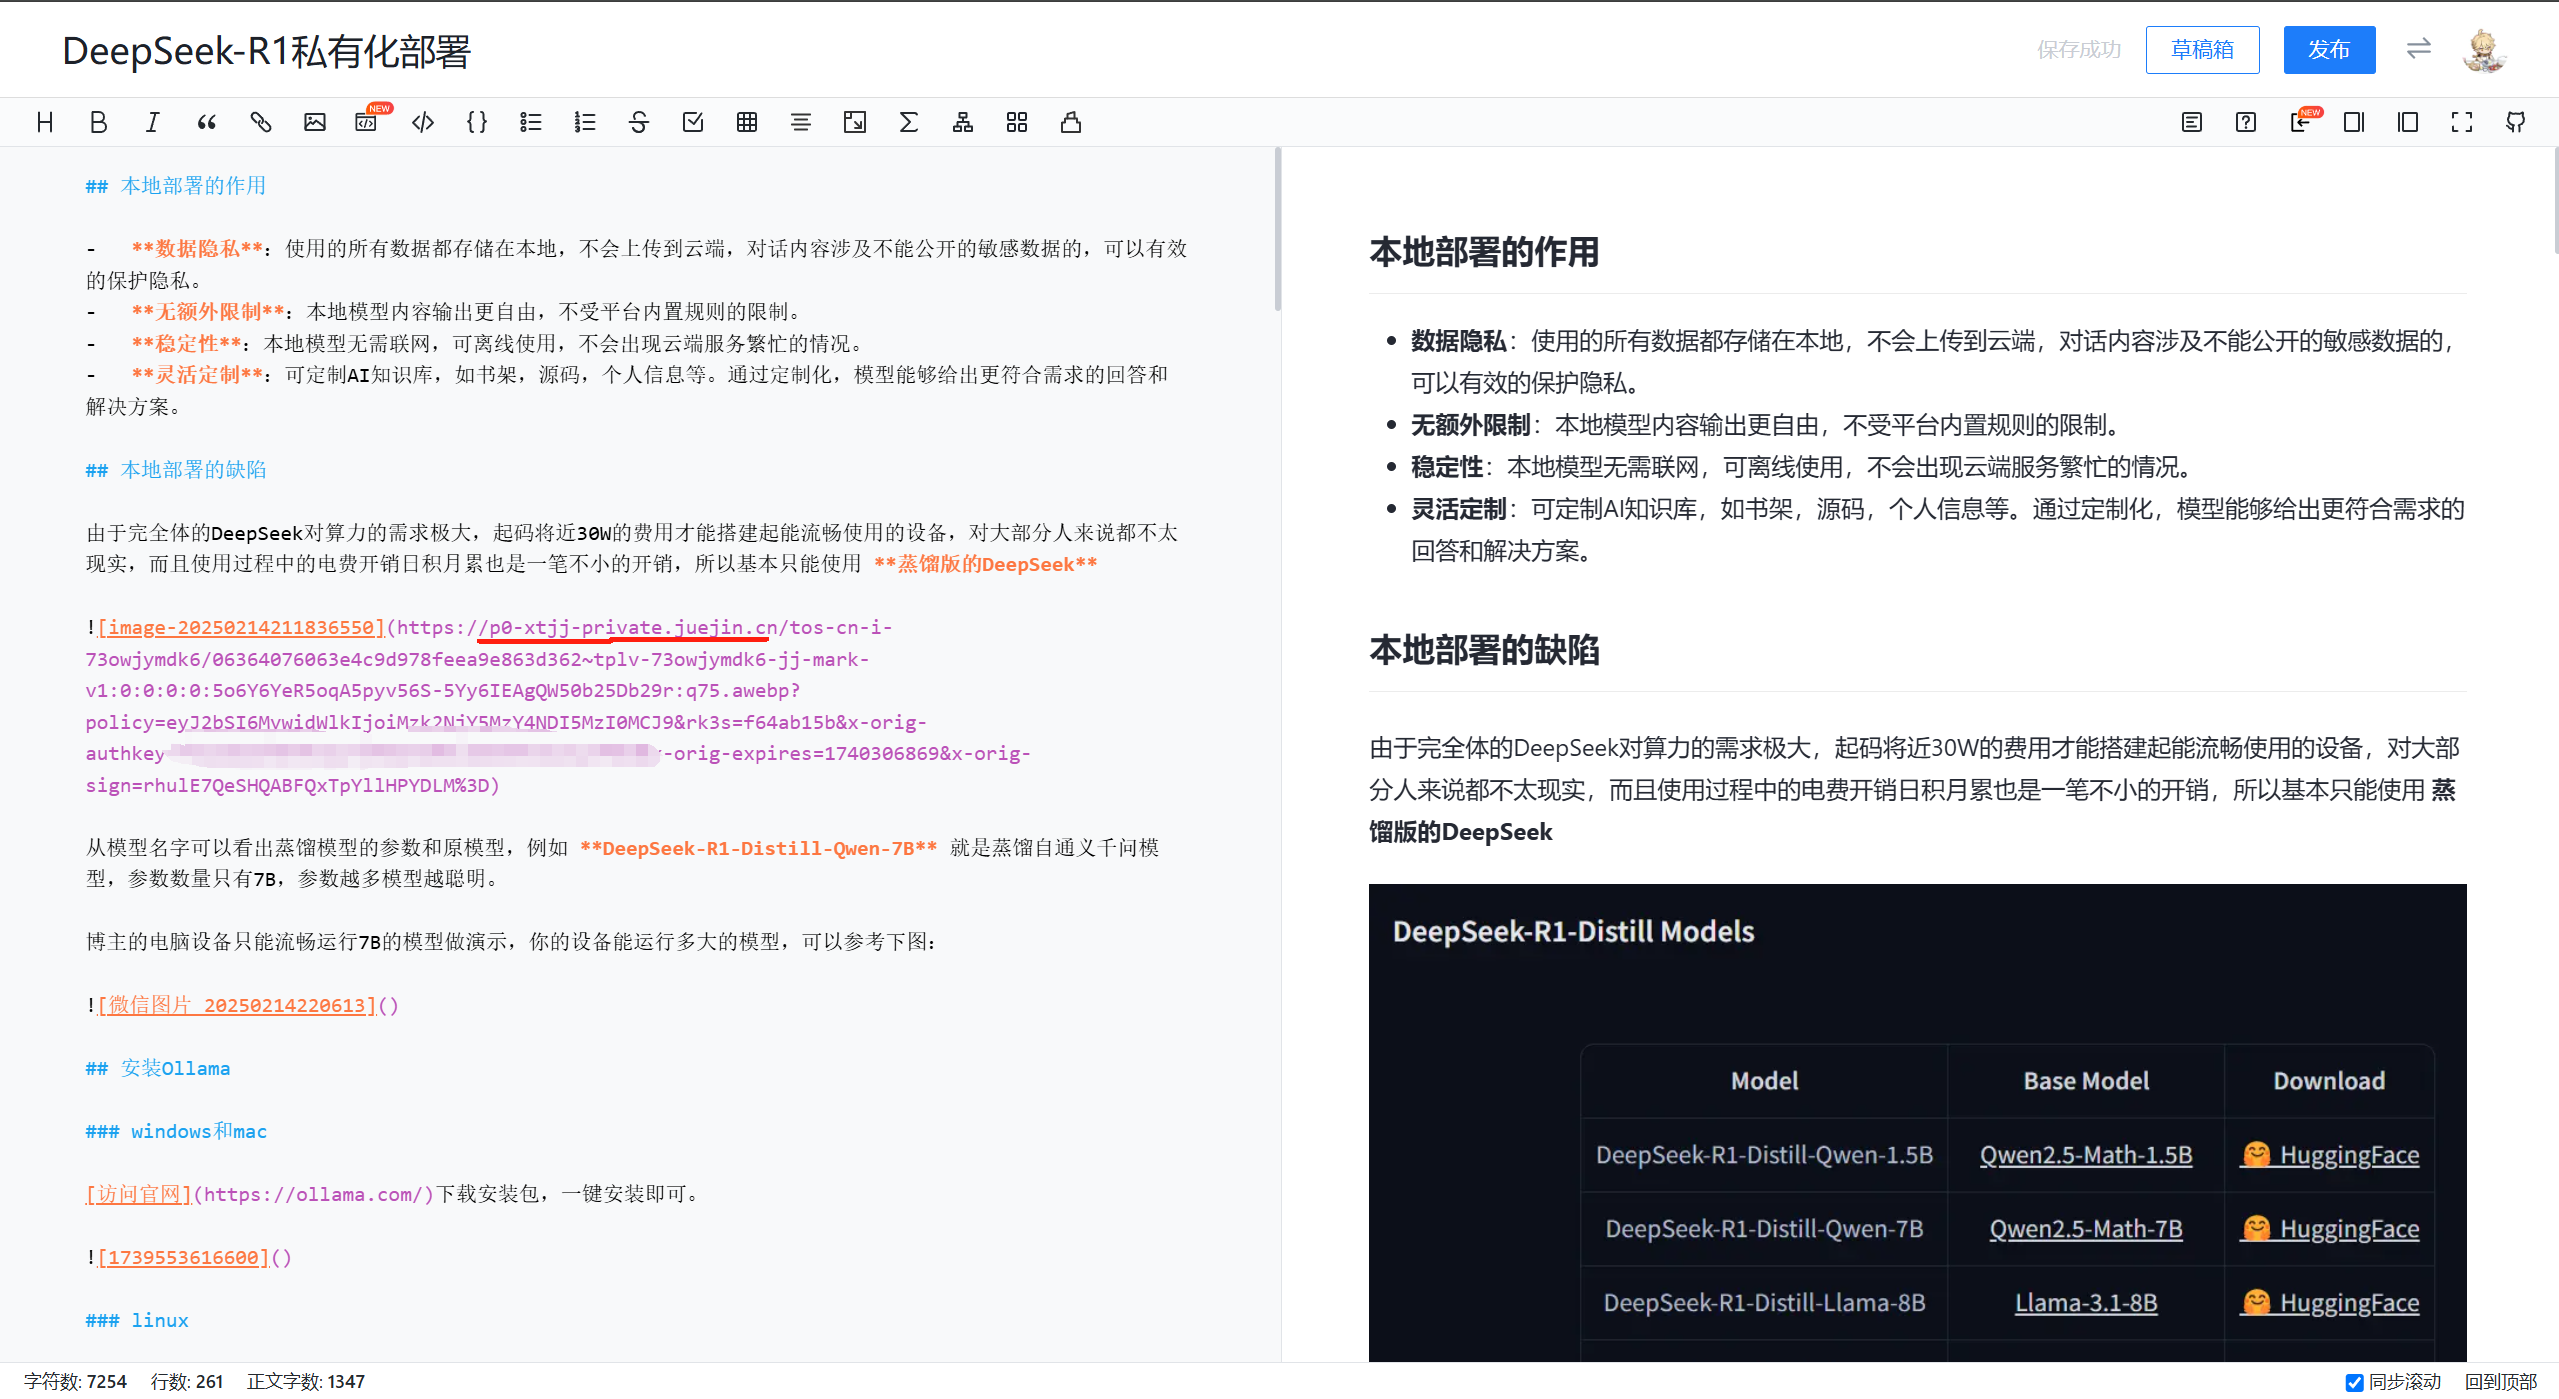 DeepSeek-R1私有化部署
保存成功
草稿箱
发布
NEW
NEW
## 本地部署的作用
- **数据隐私**：使用的所有数据都存储在本地，不会上传到云端，对话内容涉及不能公开的敏感数据的，可以有效
的保护隐私。
- **无额外限制**：本地模型内容输出更自由，不受平台内置规则的限制。
- **稳定性**：本地模型无需联网，可离线使用，不会出现云端服务繁忙的情况。
- **灵活定制**：可定制AI知识库，如书架，源码，个人信息等。通过定制化，模型能够给出更符合需求的回答和
解决方案。
## 本地部署的缺陷
由于完全体的DeepSeek对算力的需求极大，起码将近30W的费用才能搭建起能流畅使用的设备，对大部分人来说都不太
现实，而且使用过程中的电费开销日积月累也是一笔不小的开销，所以基本只能使用 **蒸馏版的DeepSeek**
![image-20250214211836550](https://p0-xtjj-private.juejin.cn/tos-cn-i-
73owjymdk6/06364076063e4c9d978feea9e863d362~tplv-73owjymdk6-jj-mark-
v1:0:0:0:0:5o6Y6YeR5oqA5pyv56S-5Yy6IEAgQW50b25Db29r:q75.awebp?
policy=eyJ2bSI6MywidWlkIjoiMzk2NjY5MzY4NDI5MzI0MCJ9&rk3s=f64ab15b&x-orig-
authkey
-orig-expires=1740306869&x-orig-
sign=rhulE7QeSHQABFQxTpYllHPYDLM%3D)
从模型名字可以看出蒸馏模型的参数和原模型，例如 **DeepSeek-R1-Distill-Qwen-7B** 就是蒸馏自通义千问模
型，参数数量只有7B，参数越多模型越聪明。
博主的电脑设备只能流畅运行7B的模型做演示，你的设备能运行多大的模型，可以参考下图：
![微信图片_20250214220613]()
## 安装Ollama
### windows和mac
[访问官网](https://ollama.com/)下载安装包，一键安装即可。
![1739553616600]()
### linux
本地部署的作用
数据隐私：使用的所有数据都存储在本地，不会上传到云端，对话内容涉及不能公开的敏感数据的，
可以有效的保护隐私。
无额外限制：本地模型内容输出更自由，不受平台内置规则的限制。
稳定性：本地模型无需联网，可离线使用，不会出现云端服务繁忙的情况。
灵活定制：可定制AI知识库，如书架，源码，个人信息等。通过定制化，模型能够给出更符合需求的
回答和解决方案。
本地部署的缺陷
由于完全体的DeepSeek对算力的需求极大，起码将近30W的费用才能搭建起能流畅使用的设备，对大部
分人来说都不太现实，而且使用过程中的电费开销日积月累也是一笔不小的开销，所以基本只能使用 蒸
馏版的DeepSeek
DeepSeek-R1-Distill Models
Model Base Model Download
DeepSeek-R1-Distill-Qwen-1.5B Qwen2.5-Math-1.5B 🤗 HuggingFace
DeepSeek-R1-Distill-Qwen-7B Qwen2.5-Math-7B 🤗 HuggingFace
DeepSeek-R1-Distill-Llama-8B Llama-3.1-8B 🤗 HuggingFace
字符数: 7254 行数: 261 正文字数: 1347
同步滚动 回到顶部